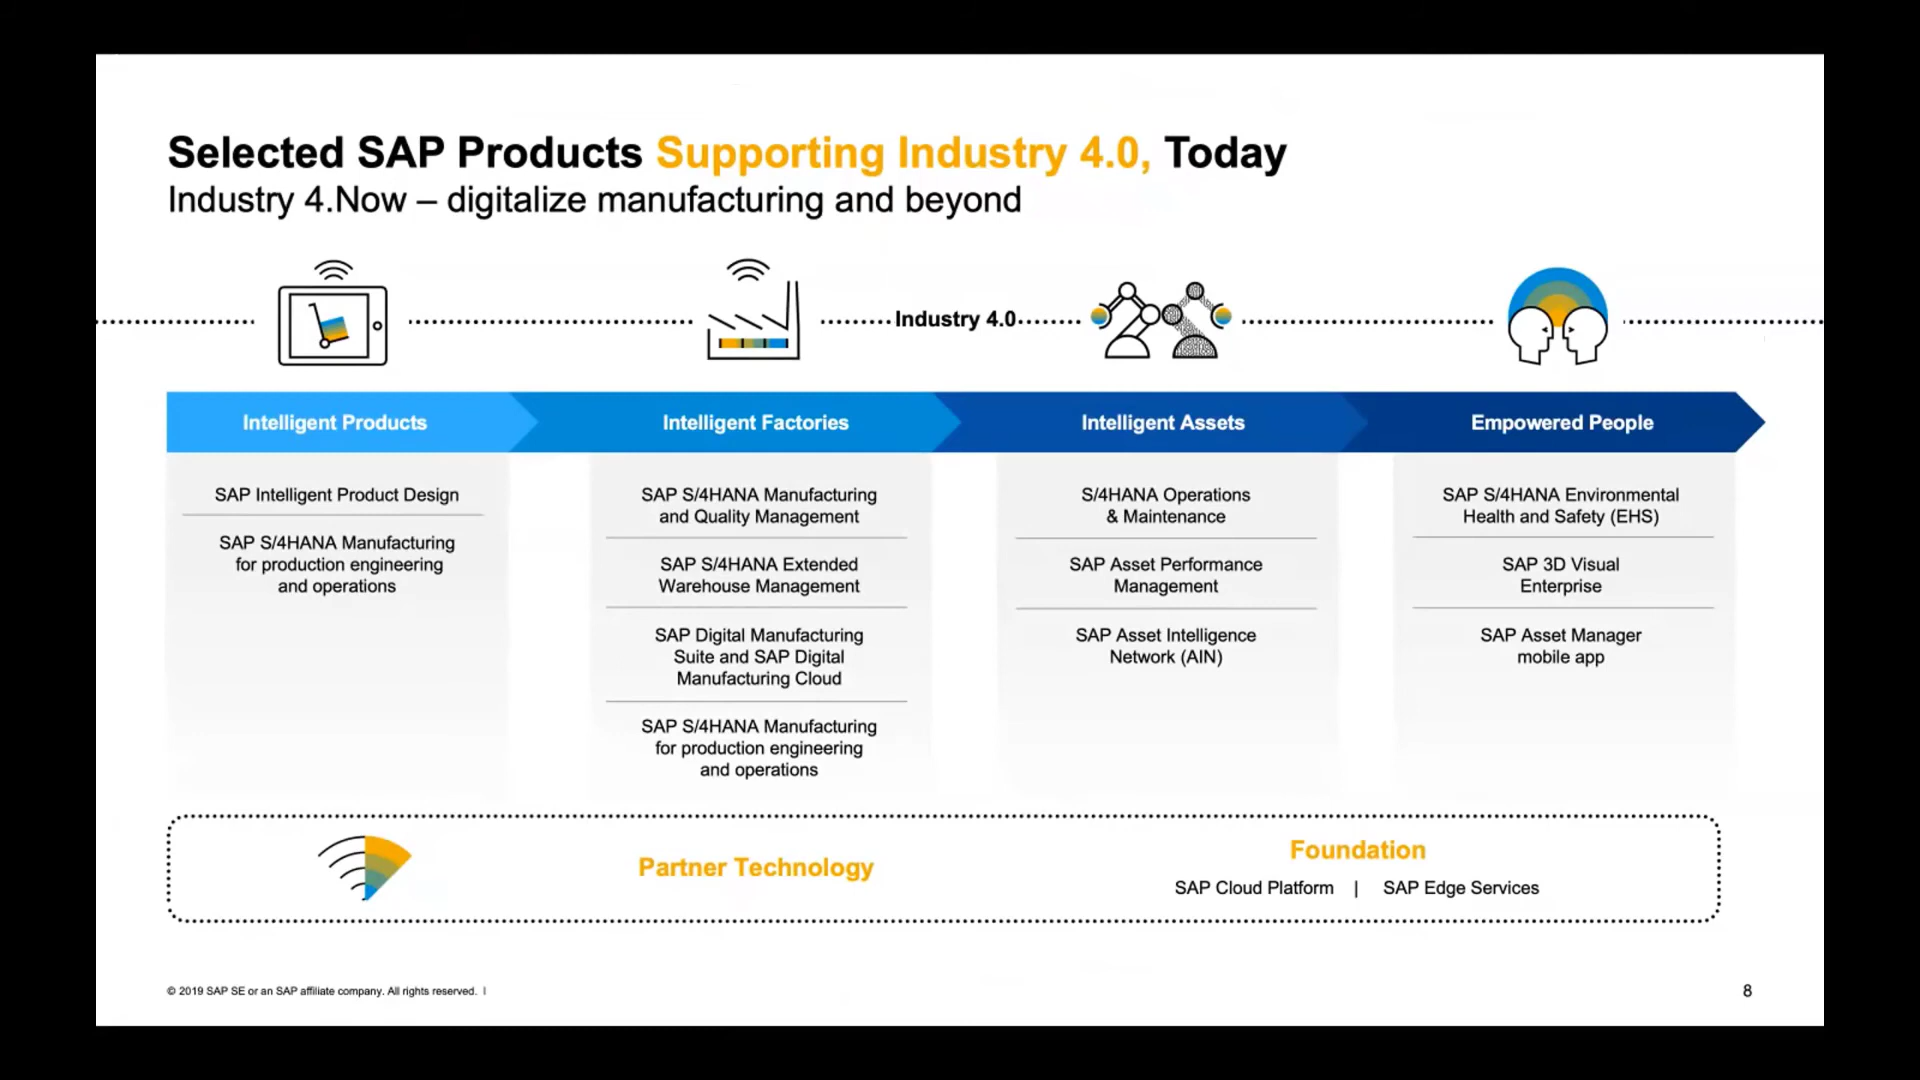 Selected SAP Products Supporting Industry 4.0, Today
Industry 4.Now – digitalize manufacturing and beyond
Industry 4.0
Intelligent Products
SAP Intelligent Product Design
SAP S/4HANA Manufacturing
for production engineering
and operations
Intelligent Factories
SAP S/4HANA Manufacturing
and Quality Management
SAP S/4HANA Extended
Warehouse Management
SAP Digital Manufacturing
Suite and SAP Digital
Manufacturing Cloud
SAP S/4HANA Manufacturing
for production engineering
and operations
Intelligent Assets
S/4HANA Operations
& Maintenance
SAP Asset Performance
Management
SAP Asset Intelligence
Network (AIN)
Empowered People
SAP S/4HANA Environmental
Health and Safety (EHS)
SAP 3D Visual
Enterprise
SAP Asset Manager
mobile app
Partner Technology
Foundation
SAP Cloud Platform | SAP Edge Services
© 2019 SAP SE or an SAP affiliate company. All rights reserved. |
8